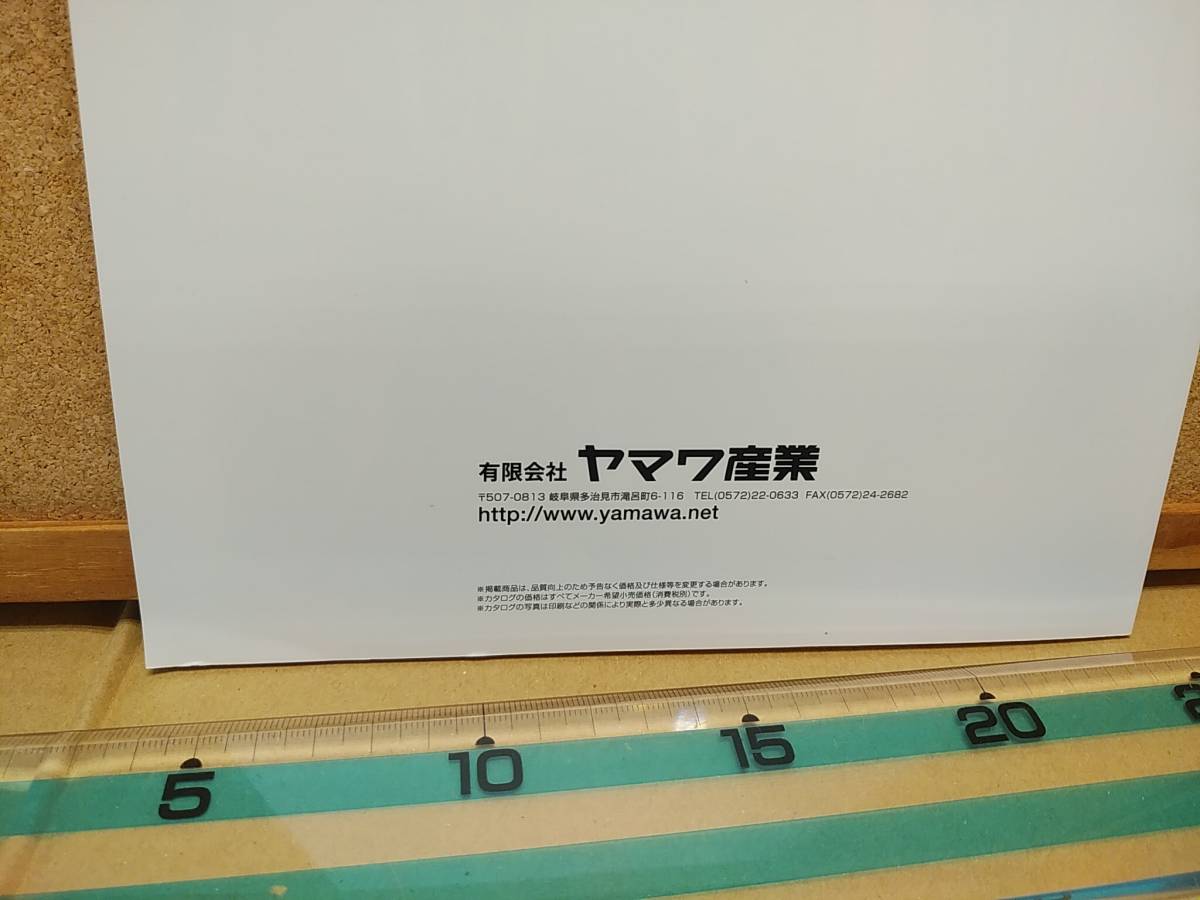 有限会社 ヤマワ産業
〒507-0813 岐阜県多治見市滝呂町6-116 TEL(0572)22-0633 FAX(0572)24-2682
http://www.yamawa.net
※掲載商品は、品質向上のため予告なく価格及び仕様等を変更する場合があります。
※カタログの価格はすべてメーカー希望小売価格(消費税別)です。
※カタログの写真は印刷などの関係により実際と多少異なる場合があります。
5 10 15 20